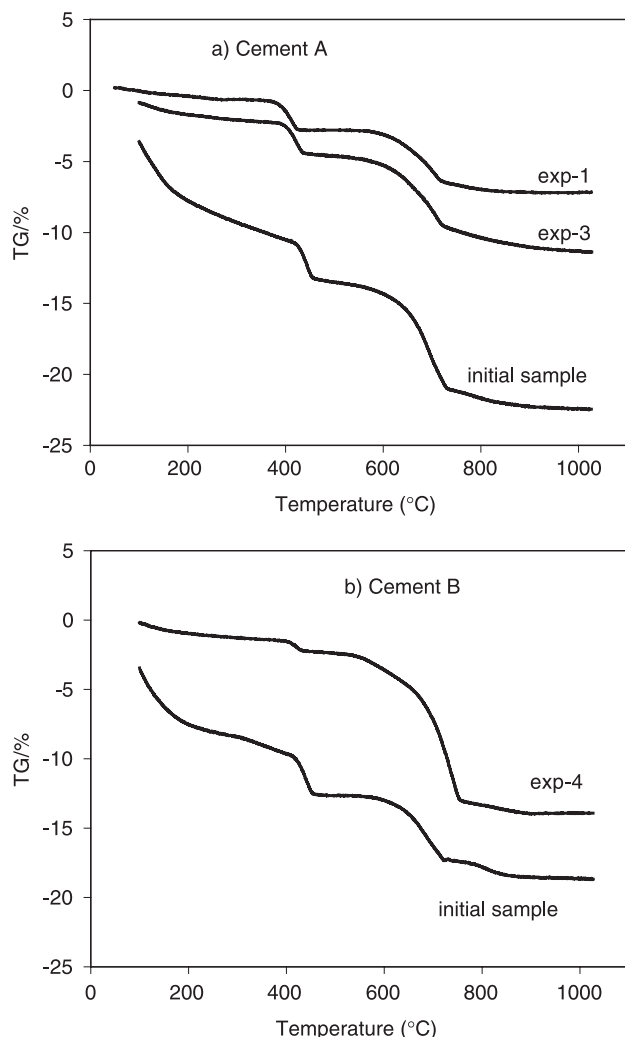 5
a) Cement A
0
exp-1
-5
TG/%
-10
exp-3
-15
initial sample
-20
-25
0 200 400 600 800 1000
Temperature (°C)
5
b) Cement B
0
-5
TG/%
-10
exp-4
-15
-20
initial sample
-25
0 200 400 600 800 1000
Temperature (°C)